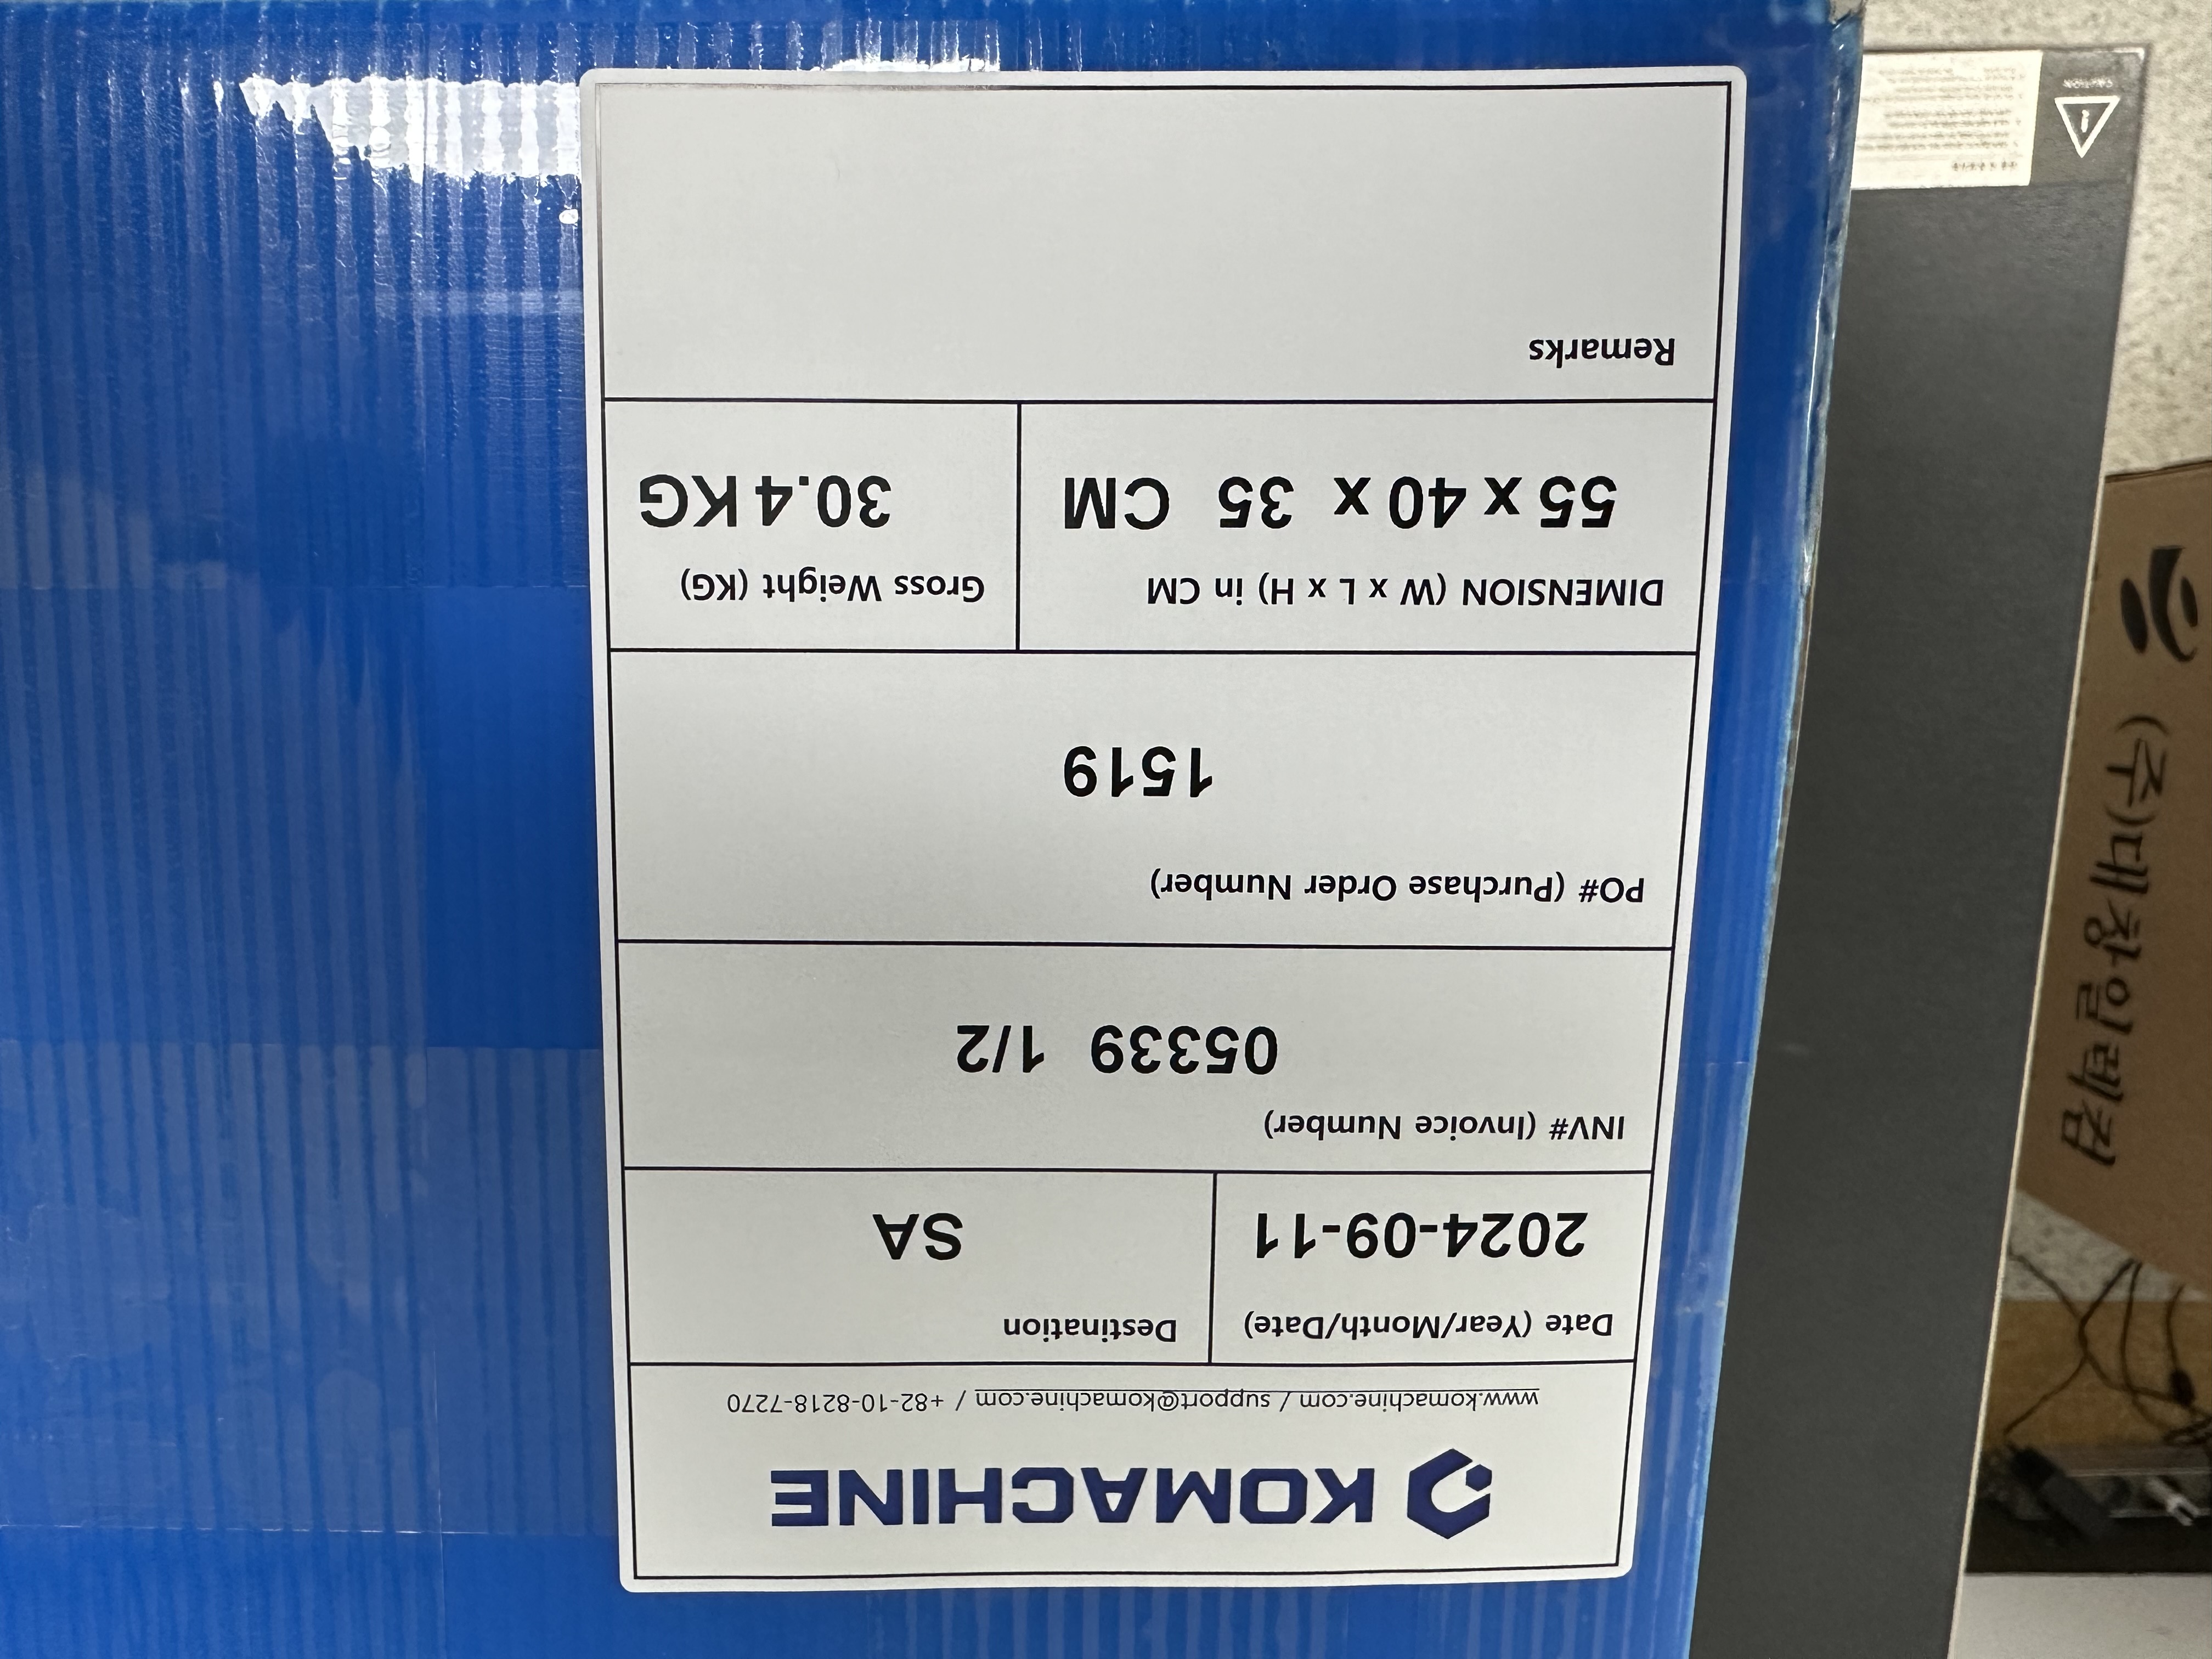 KOMACHINE
www.komachine.com / support@komachine.com / +82-10-8218-7270
Date (Year/Month/Date)
2024-09-11
Destination
SA
INV# (Invoice Number)
05339 1/2
PO# (Purchase Order Number)
1519
DIMENSION (W x L x H) in CM
55 x 40 x 35 CM
Gross Weight (KG)
30.4 KG
Remarks
CAUTION
(주)대창일렉컴